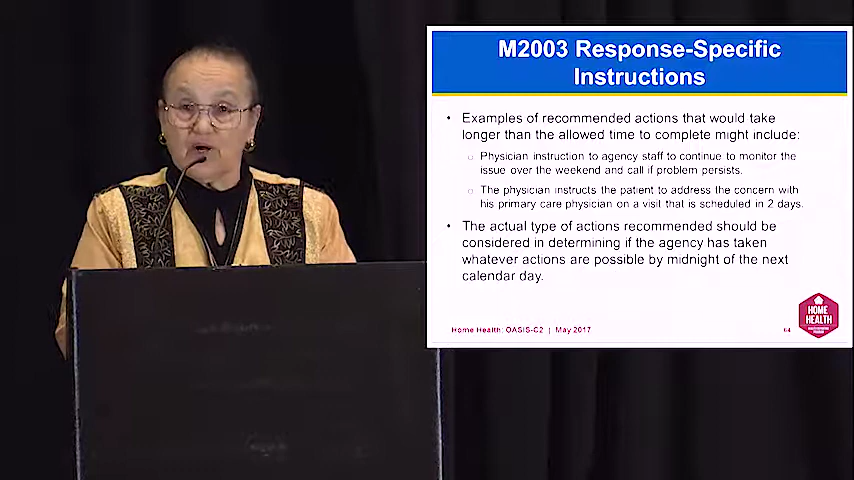 M2003 Response-Specific
Instructions
• Examples of recommended actions that would take
longer than the allowed time to complete might include:
Physician instruction to agency staff to continue to monitor the
issue over the weekend and call if problem persists.
The physician instructs the patient to address the concern with
his primary care physician on a visit that is scheduled in 2 days.
• The actual type of actions recommended should be
considered in determining if the agency has taken
whatever actions are possible by midnight of the next
calendar day.
HOME
HEALTH
Home Health: OASIS-C2 | May 2017
64